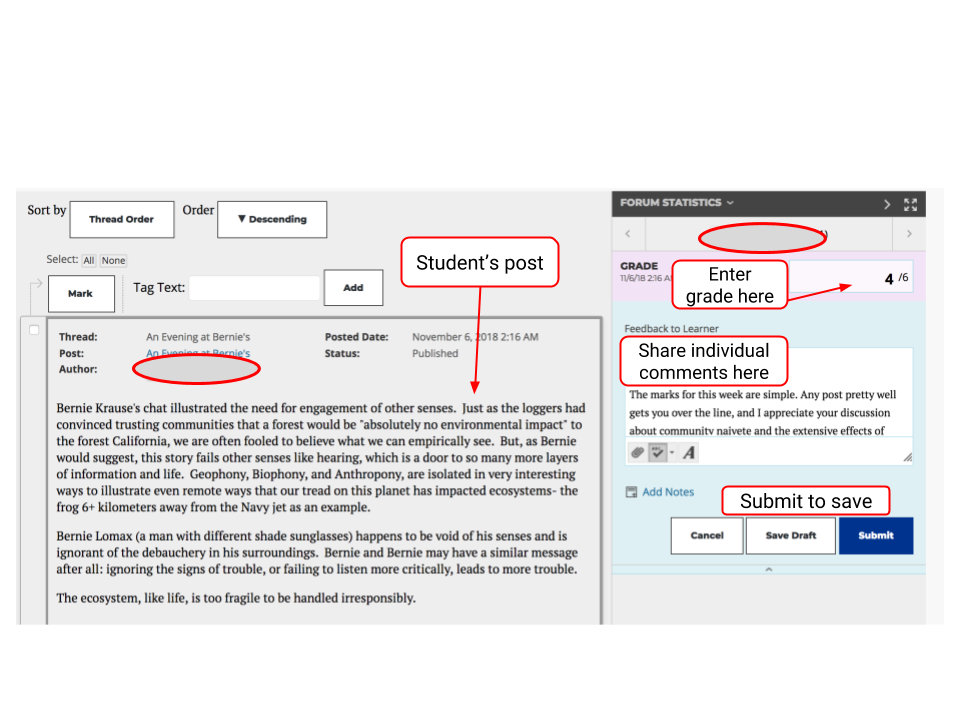 Sort by
Thread Order
Order
▼ Descending
Select: All None
Mark
Tag Text:
Add
Student's post
Thread: An Evening at Bernie's
Posted Date: November 6, 2018 2:16 AM
Post: An Evening at Bernie's
Status: Published
Author:
Bernie Krause's chat illustrated the need for engagement of other senses.  Just as the loggers had
convinced trusting communities that a forest would be "absolutely no environmental impact" to
the forest California, we are often fooled to believe what we can empirically see.  But, as Bernie
would suggest, this story fails other senses like hearing, which is a door to so many more layers
of information and life.  Geophony, Biophony, and Anthropony, are isolated in very interesting
ways to illustrate even remote ways that our tread on this planet has impacted ecosystems- the
frog 6+ kilometers away from the Navy jet as an example.
Bernie Lomax (a man with different shade sunglasses) happens to be void of his senses and is
ignorant of the debauchery in his surroundings.  Bernie and Bernie may have a similar message
after all: ignoring the signs of trouble, or failing to listen more critically, leads to more trouble.
The ecosystem, like life, is too fragile to be handled irresponsibly.
FORUM STATISTICS
GRADE
11/6/18 2:16 A
Enter
grade here
4 /6
Feedback to Learner
Share individual
comments here
The marks for this week are simple. Any post pretty well
gets you over the line, and I appreciate your discussion
about community naivete and the extensive effects of
Add Notes
Submit to save
Cancel
Save Draft
Submit